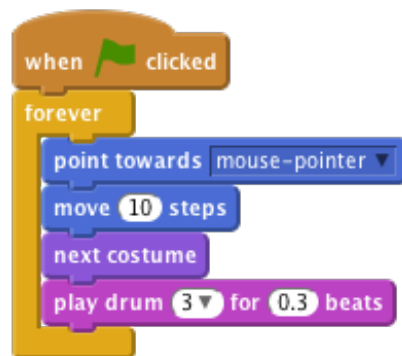 when clicked
forever
point towards mouse-pointer
move 10 steps
next costume
play drum 3 for 0.3 beats